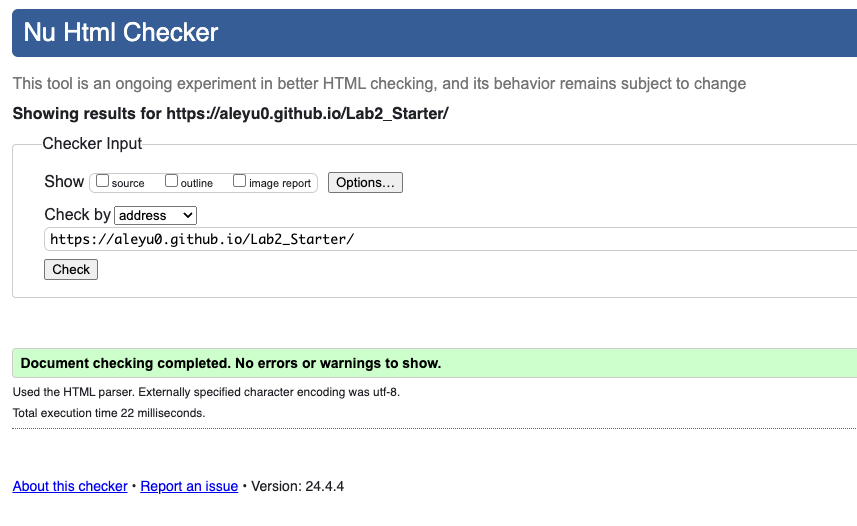 Nu Html Checker
This tool is an ongoing experiment in better HTML checking, and its behavior remains subject to change
Showing results for https://aleyu0.github.io/Lab2_Starter/
Checker Input
Show source outline image report Options...
Check by address
https://aleyu0.github.io/Lab2_Starter/
Check
Document checking completed. No errors or warnings to show.
Used the HTML parser. Externally specified character encoding was utf-8.
Total execution time 22 milliseconds.
About this checker • Report an issue • Version: 24.4.4